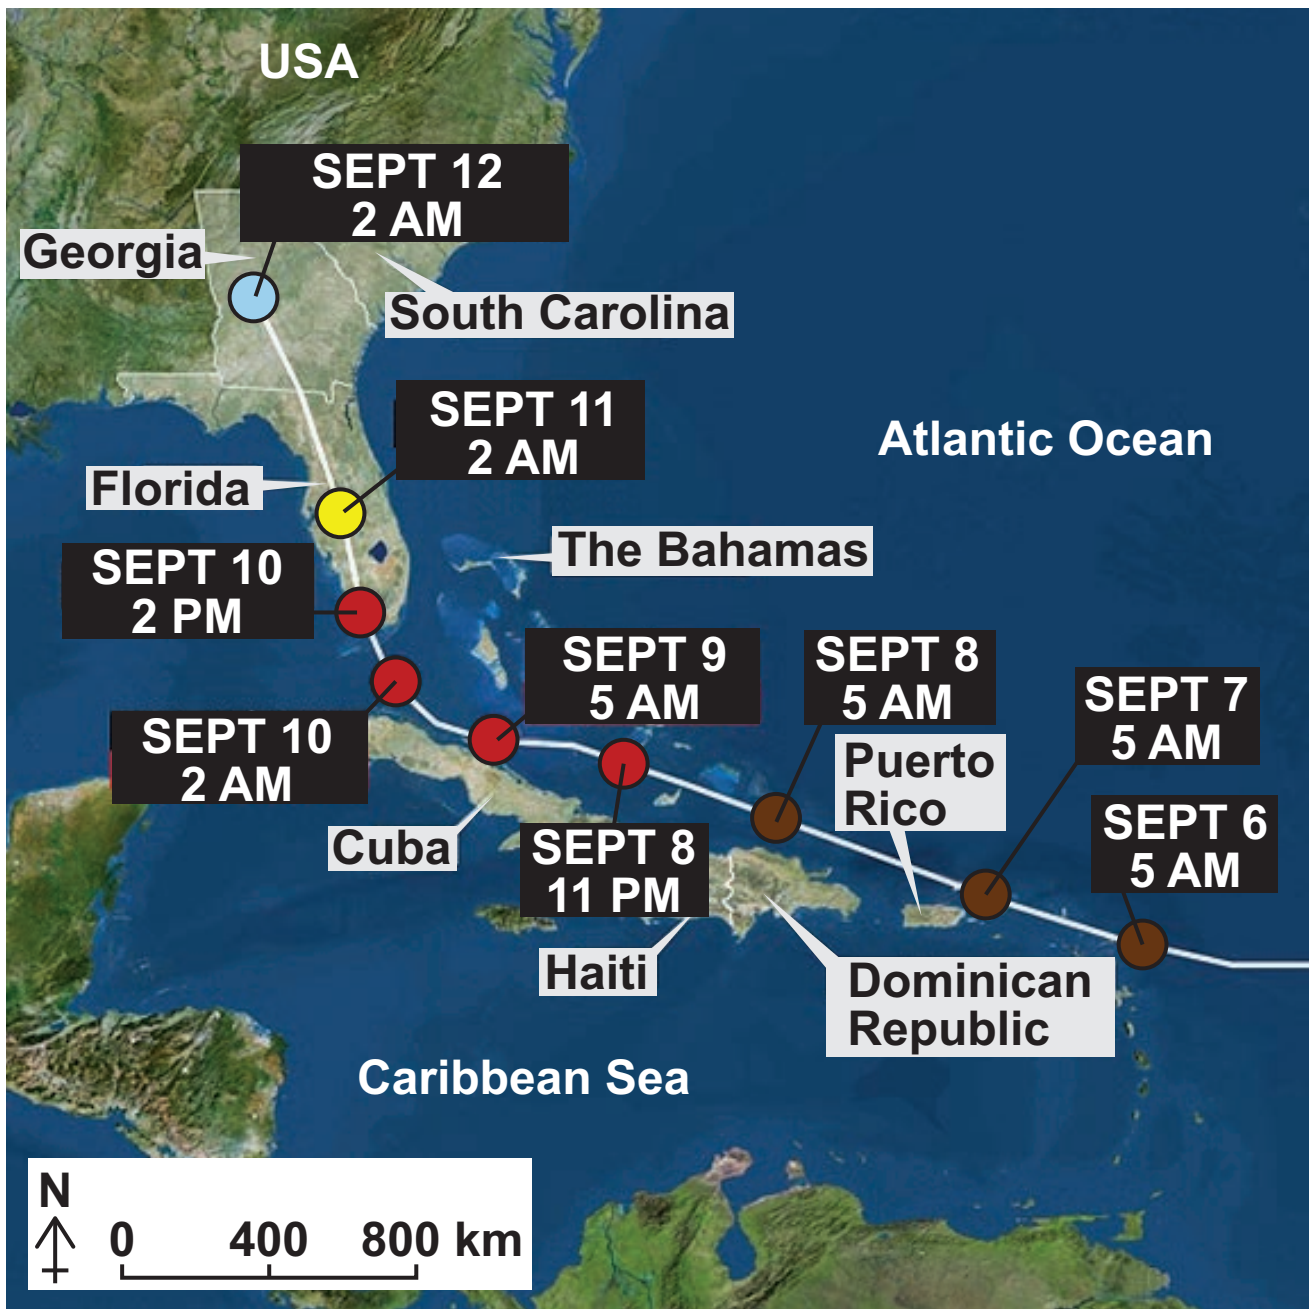 USA
SEPT 12
2 AM
Georgia
South Carolina
SEPT 11
2 AM
Atlantic Ocean
Florida
The Bahamas
SEPT 10
2 PM
SEPT 9
5 AM
SEPT 8
5 AM
SEPT 7
5 AM
SEPT 10
2 AM
Puerto
Rico
SEPT 6
5 AM
Cuba
SEPT 8
11 PM
Haiti
Dominican
Republic
Caribbean Sea
N
0 400 800 km